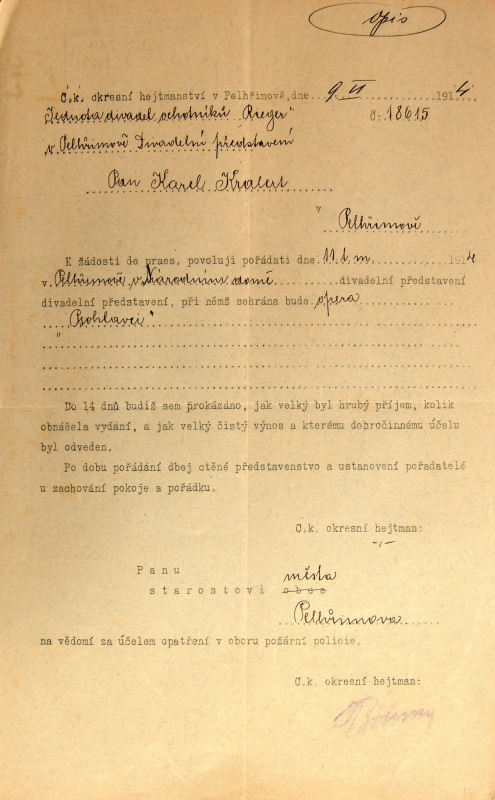 Opis
C.k. okresní hejtmanství v Pelhřimově, dne 9 VI 1914
"Jednota divadel. ochotníků Rieger" č. 18615
v Pelhřimově Divadelní představení
Pan Karel
v
Pelhřimově
K žádosti de praes. povoluji pořádati dne 11. t. m. 1914
v Pelhřimově v Národním domě divadelní představení
divadelní představení, při němž sehrána bude opera
"Psohlavci"
Do 14 dnů budiž sem prokázáno, jak velký byl hrubý příjem, kolik
obnášela vydání, a jak velký čistý výnos a kterému dobročinnému účelu
byl odveden.
Po dobu pořádání dbej ctěné představenstvo a ustanovení pořadatelé
u zachování pokoje a pořádku.
C.k. okresní hejtman:
-/-
Panu města
starostovi obce
Pelhřimova
na vědomí za účelem opatření v oboru požární policie.
C.k. okresní hejtman: